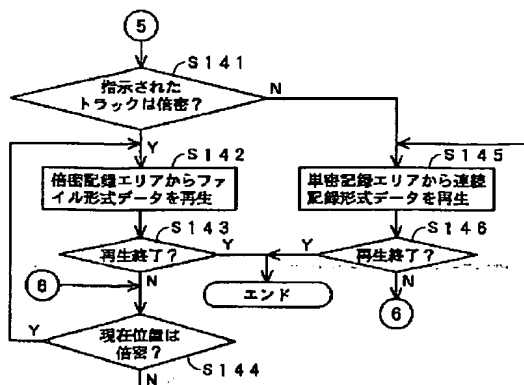 5
S141
指示された
トラックは倍密?
N
Y
S142
倍密記録エリアからファ
イル形式データを再生
S145
単密記録エリアから連続
記録形式データを再生
S143
再生終了?
Y
N
S146
再生終了?
Y
N
エンド
6
6
現在位置は
倍密?
Y
S144
N